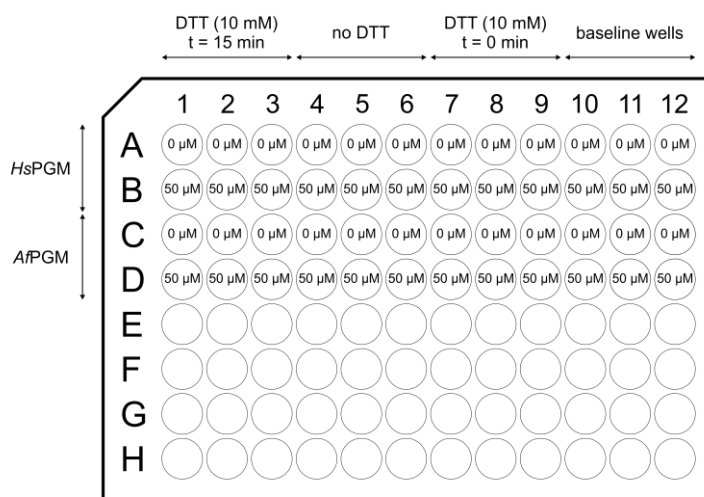 DTT (10 mM) no DTT DTT (10 mM) baseline wells
t = 15 min t = 0 min
1 2 3 4 5 6 7 8 9 10 11 12
HsPGM
A 0 µM 0 µM 0 µM 0 µM 0 µM 0 µM 0 µM 0 µM 0 µM 0 µM 0 µM 0 µM
B 50 µM 50 µM 50 µM 50 µM 50 µM 50 µM 50 µM 50 µM 50 µM 50 µM 50 µM 50 µM
AfPGM
C 0 µM 0 µM 0 µM 0 µM 0 µM 0 µM 0 µM 0 µM 0 µM 0 µM 0 µM 0 µM
D 50 µM 50 µM 50 µM 50 µM 50 µM 50 µM 50 µM 50 µM 50 µM 50 µM 50 µM 50 µM
E
F
G
H